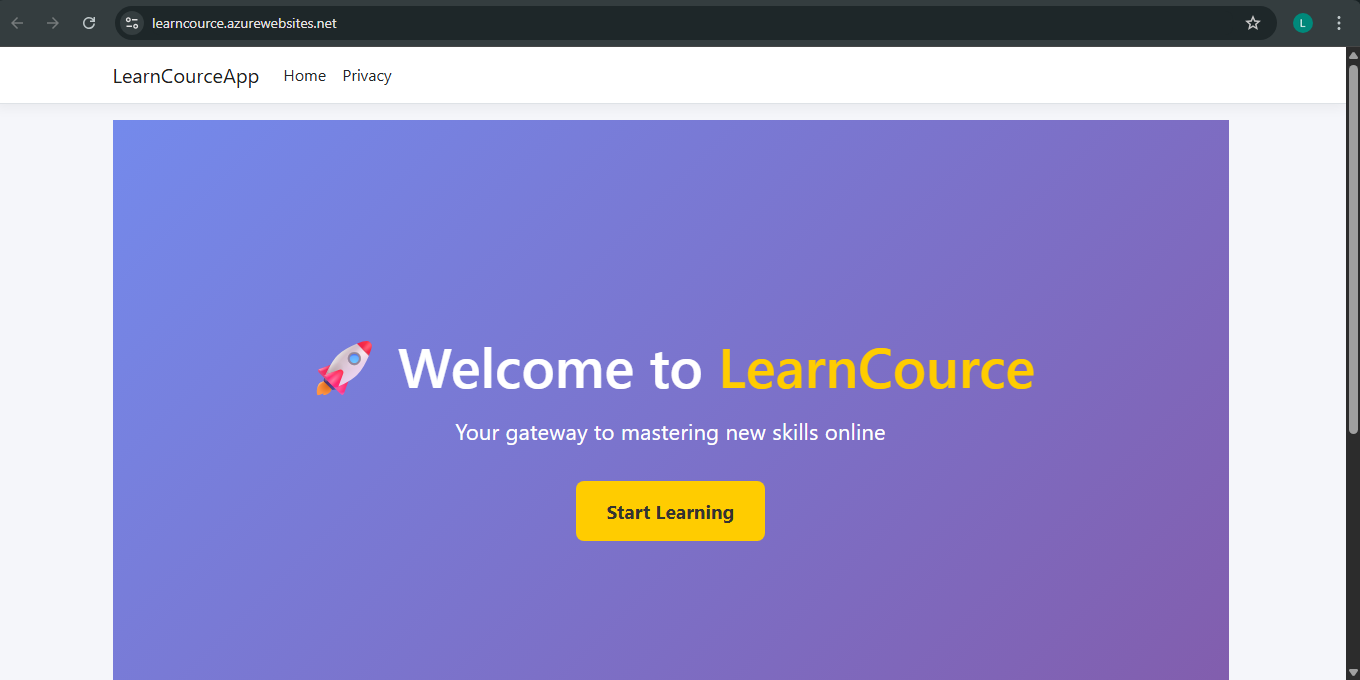 learncource.azurewebsites.net
L
LearnCourceApp Home Privacy
🚀 Welcome to LearnCource
Your gateway to mastering new skills online
Start Learning